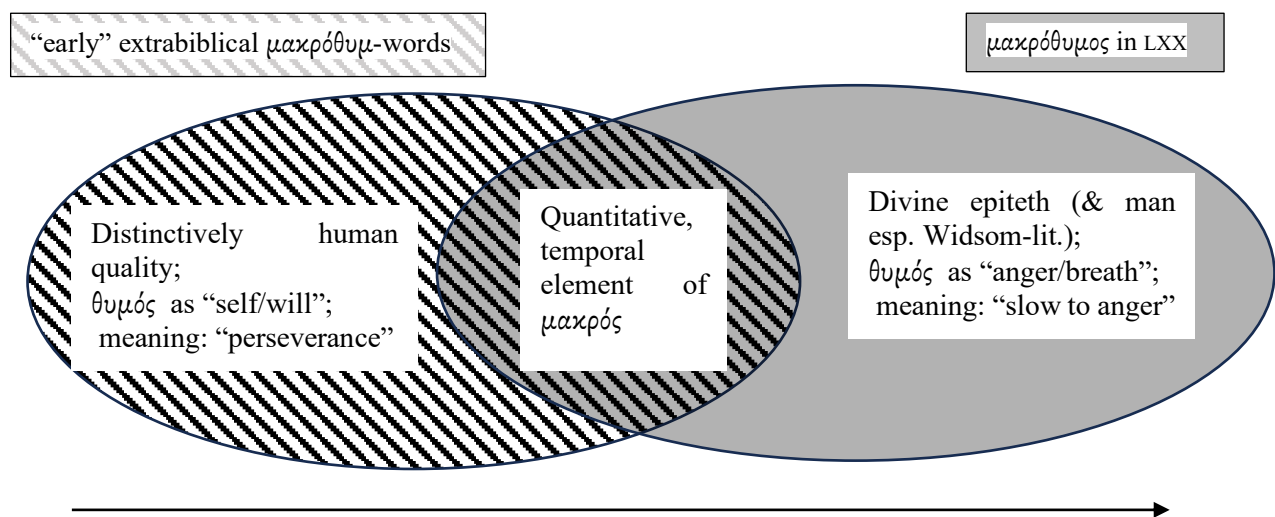 “early” extrabiblical μακρόθυμ-words
μακρόθυμος in LXX
Distinctively human
quality;
θυμός as “self/will”;
meaning: “perseverance”
Quantitative,
temporal
element of
μακρός
Divine epiteth (& man
esp. Widsom-lit.);
θυμός as “anger/breath”;
meaning: “slow to anger”